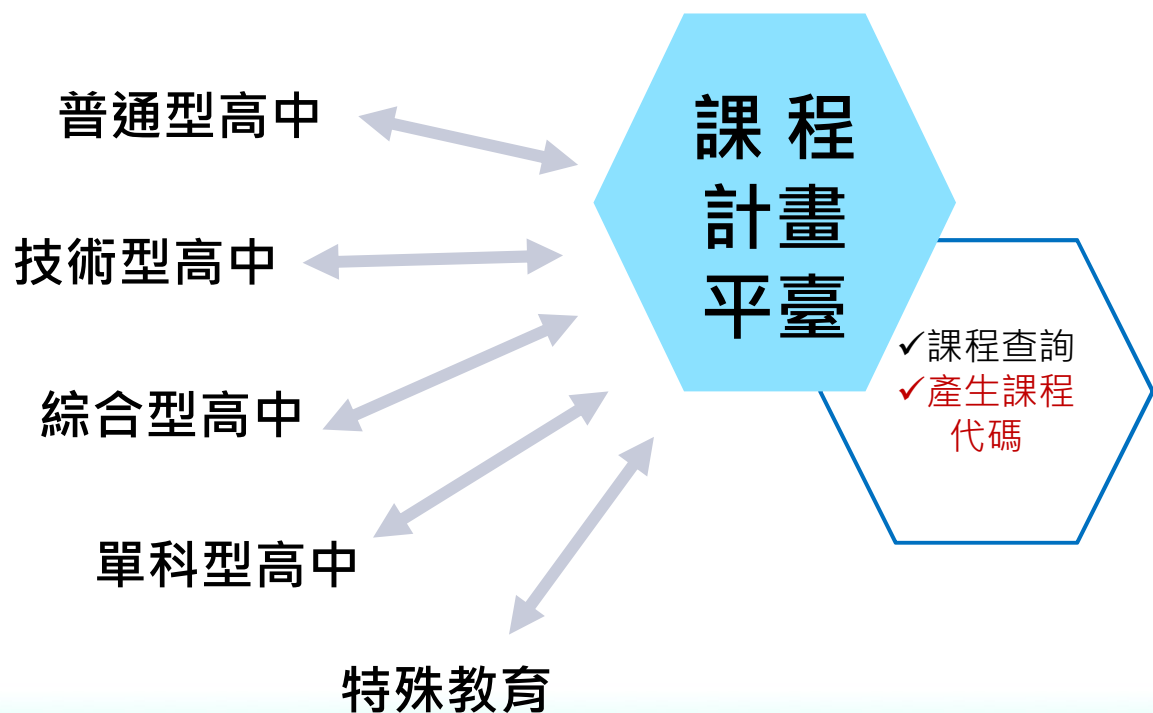 普通型高中
技術型高中
綜合型高中
單科型高中
特殊教育
課 程
計畫
平臺
✓課程查詢
✓產生課程
代碼